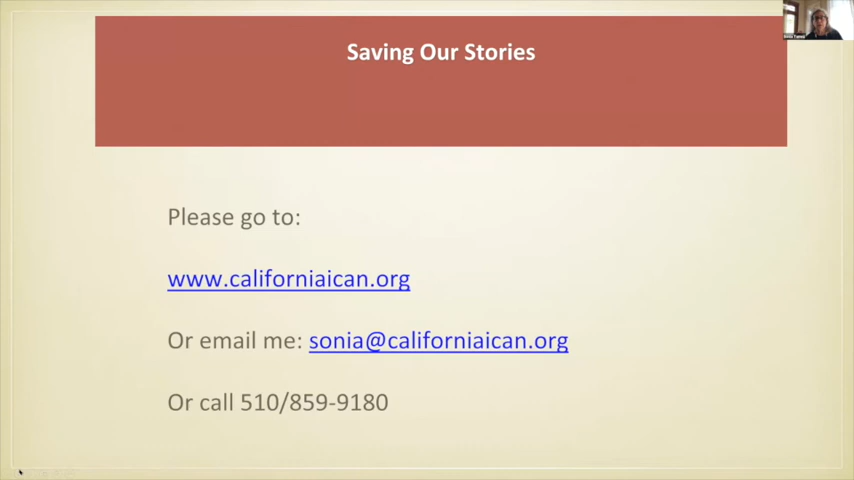 Saving Our Stories
Please go to:
www.californiaican.org
Or email me: sonia@californiaican.org
Or call 510/859-9180